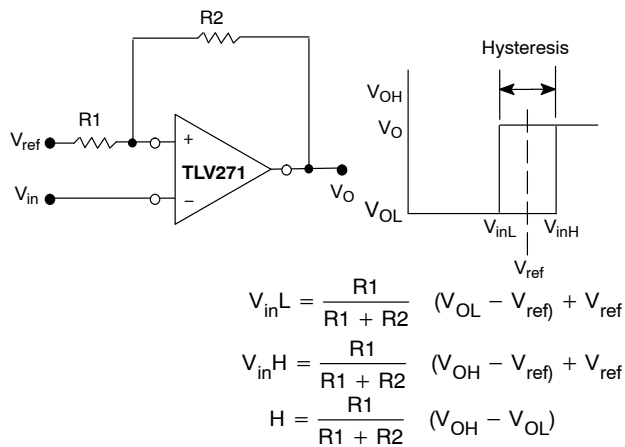 R2
Hysteresis
R1
V_OH
V_ref
+
TLV271
V_O
V_in
−
V_O
V_OL
V_inL
V_inH
V_ref
V_inL = R1 / (R1 + R2) (V_OL − V_ref) + V_ref
V_inH = R1 / (R1 + R2) (V_OH − V_ref) + V_ref
H = R1 / (R1 + R2) (V_OH − V_OL)